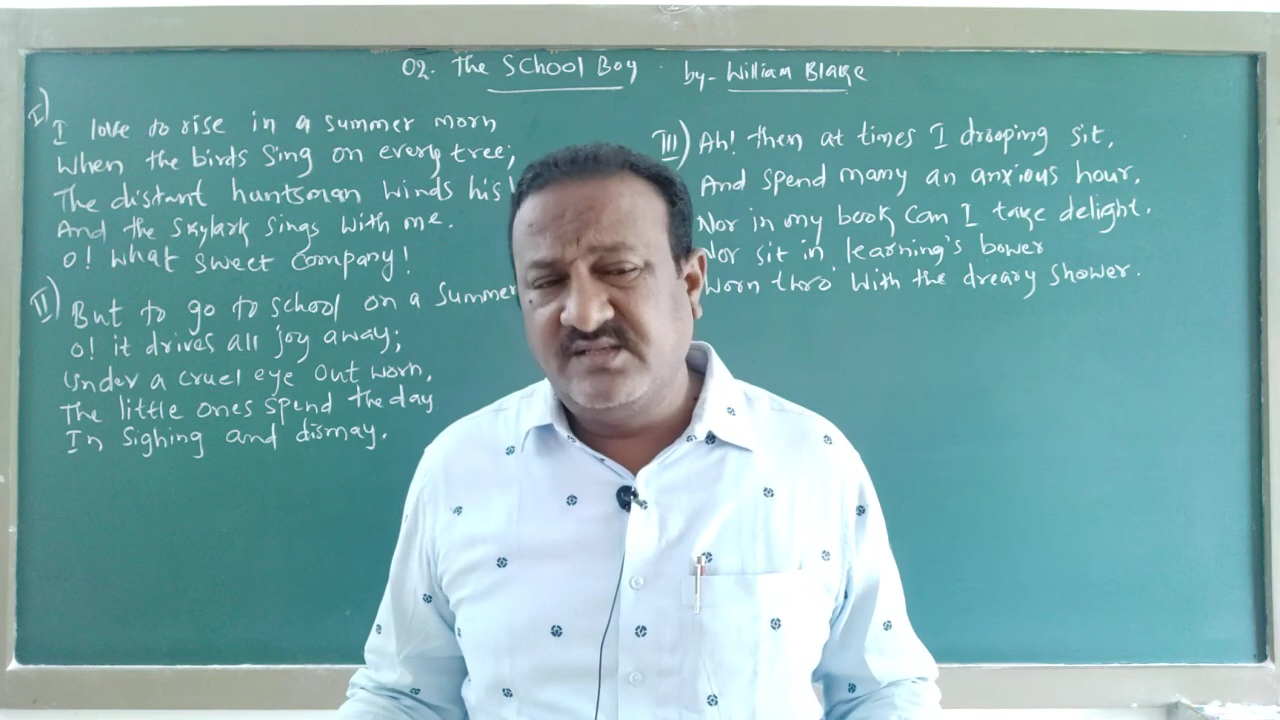 02. The School Boy by- William Blake
I)
I love to rise in a summer morn
When the birds sing on every tree;
The distant huntsman winds his
And the skylark sings with me.
O! what sweet company!
II)
But to go to school on a summer
O! it drives all joy away;
Under a cruel eye out worn,
The little ones spend the day
In sighing and dismay.
III) Ah! then at times I drooping sit,
And spend many an anxious hour,
Nor in my book can I take delight.
Nor sit in learning's bower
Worn thro' with the dreary shower.